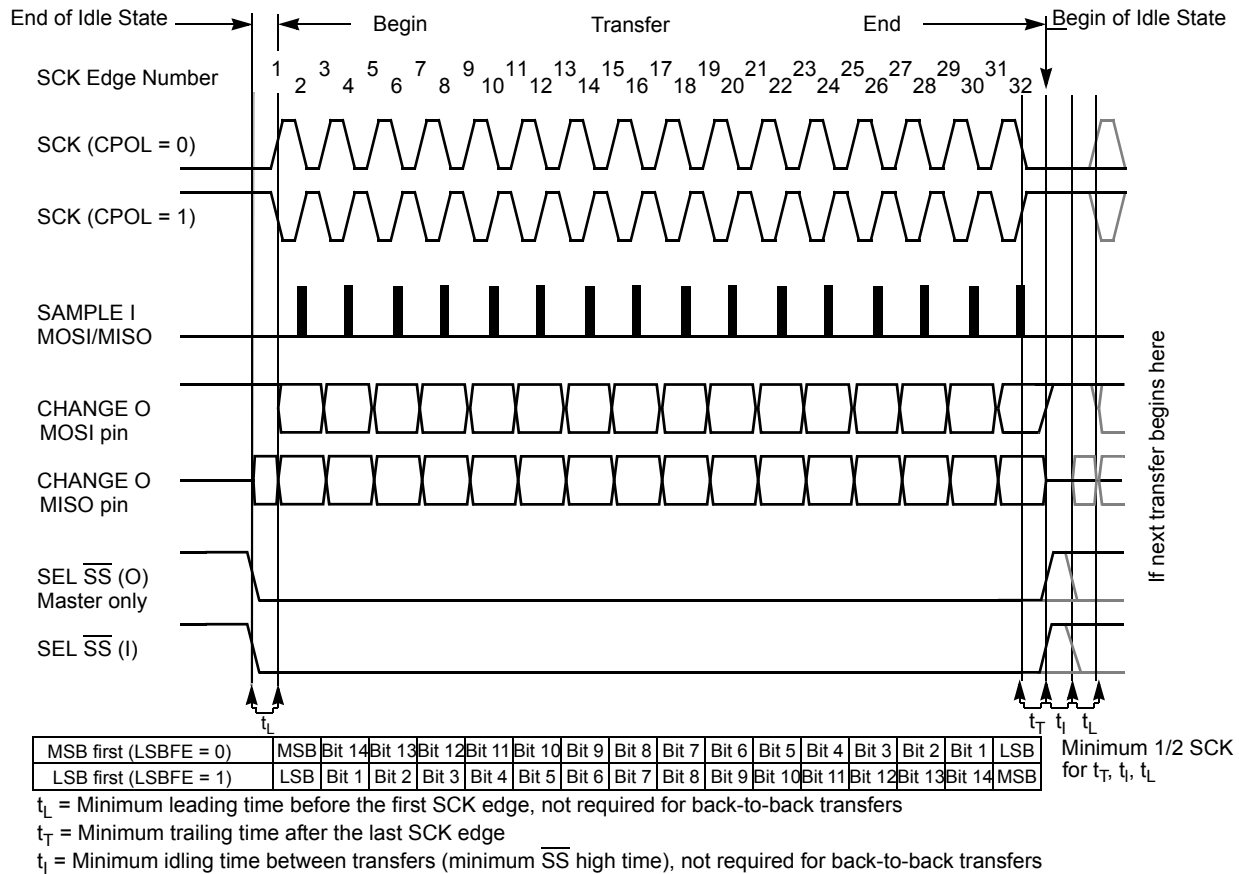 End of Idle State Begin Transfer End Begin of Idle State
SCK Edge Number
1 2 3 4 5 6 7 8 9 10 11 12 13 14 15 16 17 18 19 20 21 22 23 24 25 26 27 28 29 30 31 32
SCK (CPOL = 0)
SCK (CPOL = 1)
SAMPLE I
MOSI/MISO
CHANGE O
MOSI pin
CHANGE O
MISO pin
SEL SS (O)
Master only
SEL SS (I)
If next transfer begins here
tL tT tI tL
MSB first (LSBFE = 0) MSB Bit 14 Bit 13 Bit 12 Bit 11 Bit 10 Bit 9 Bit 8 Bit 7 Bit 6 Bit 5 Bit 4 Bit 3 Bit 2 Bit 1 LSB
LSB first (LSBFE = 1) LSB Bit 1 Bit 2 Bit 3 Bit 4 Bit 5 Bit 6 Bit 7 Bit 8 Bit 9 Bit 10 Bit 11 Bit 12 Bit 13 Bit 14 MSB
Minimum 1/2 SCK
for tT, tI, tL
tL = Minimum leading time before the first SCK edge, not required for back-to-back transfers
tT = Minimum trailing time after the last SCK edge
tI = Minimum idling time between transfers (minimum SS high time), not required for back-to-back transfers